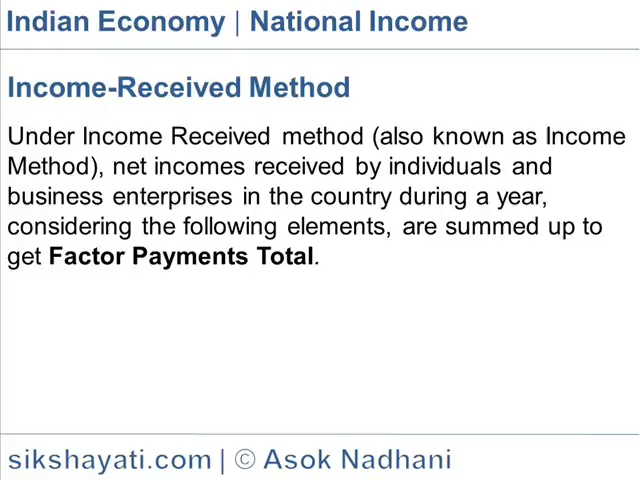 Indian Economy | National Income
Income-Received Method
Under Income Received method (also known as Income
Method), net incomes received by individuals and
business enterprises in the country during a year,
considering the following elements, are summed up to
get Factor Payments Total.
sikshayati.com | © Asok Nadhani